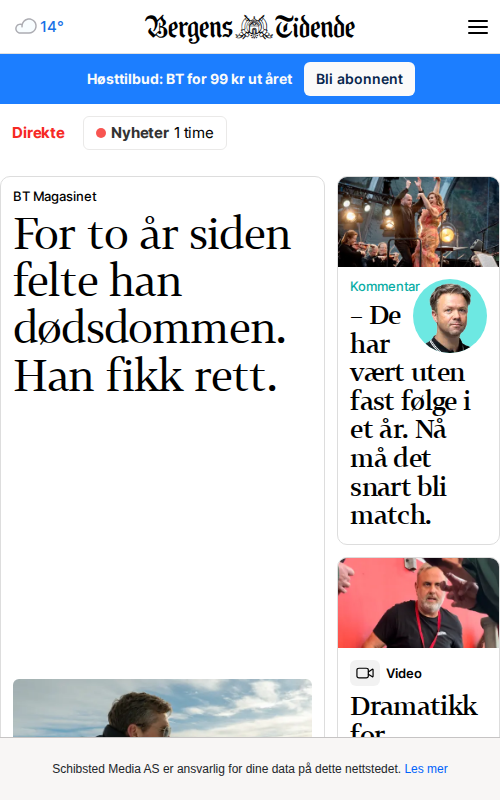 14°
Bergens Tidende
Høsttilbud: BT for 99 kr ut året
Bli abonnent
Direkte
Nyheter 1 time
BT Magasinet
For to år siden
felte han
dødsdommen.
Han fikk rett.
Kommentar
– De
har
vært uten
fast følge i
et år. Nå
må det
snart bli
match.
Video
Dramatikk
for
Schibsted Media AS er ansvarlig for dine data på dette nettstedet. Les mer